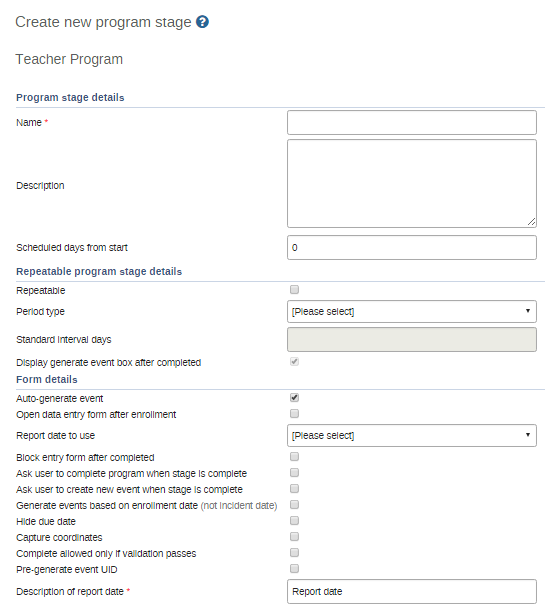 Create new program stage ?
Teacher Program
Program stage details
Name *
Description
Scheduled days from start 0
Repeatable program stage details
Repeatable
Period type [Please select]
Standard interval days
Display generate event box after completed
Form details
Auto-generate event
Open data entry form after enrollment
Report date to use [Please select]
Block entry form after completed
Ask user to complete program when stage is complete
Ask user to create new event when stage is complete
Generate events based on enrollment date (not incident date)
Hide due date
Capture coordinates
Complete allowed only if validation passes
Pre-generate event UID
Description of report date * Report date